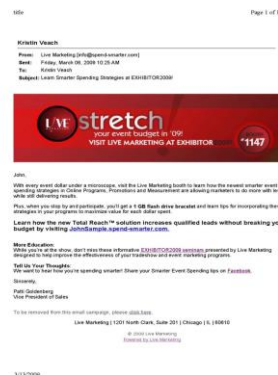 title Page 1 of 1
Kristin Veach
From: Live Marketing [info@spend-smarter.com]
Sent: Friday, March 06, 2009 10:25 AM
To: Kristin Veach
Subject: Learn Smarter Spending Strategies at EXHIBITOR2009!
LIVE stretch
your event budget in '09!
VISIT LIVE MARKETING AT EXHIBITOR #1147
John,
With every event dollar under a microscope, visit the Live Marketing booth to learn how the newest smarter event
spending strategies in Online Programs, Promotions and Measurement are allowing marketers to do more with less
while still delivering results.
Plus, when you stop by and participate, you'll get a 1 GB flash drive bracelet and learn tips for incorporating these
strategies in your programs to maximize value for each dollar spent.
Learn how the new Total Reach™ solution increases qualified leads without breaking your
budget by visiting JohnSample.spend-smarter.com.
More Education:
While you're at the show, don't miss these informative EXHIBITOR2009 seminars presented by Live Marketing
designed to help improve the effectiveness of your tradeshow and event marketing programs.
Tell Us Your Thoughts:
We want to hear how you're spending smarter! Share your Smarter Event Spending tips on Facebook.
Sincerely,
Patti Goldenberg
Vice President of Sales
To be removed from this email campaign, please click here.
Live Marketing | 1201 North Clark, Suite 201 | Chicago | IL | 60610
© 2009 Live Marketing
Powered by Live Marketing
3/13/2009